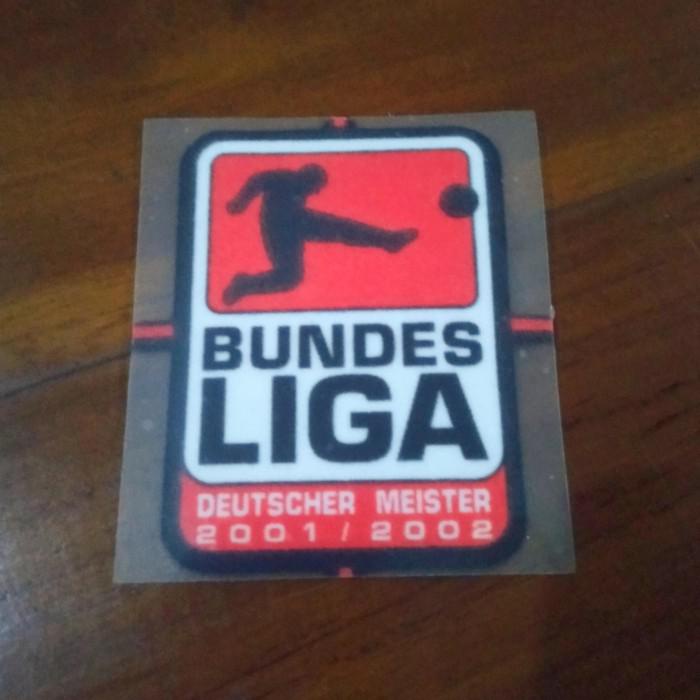 BUNDES
LIGA
DEUTSCHER MEISTER
2001/2002